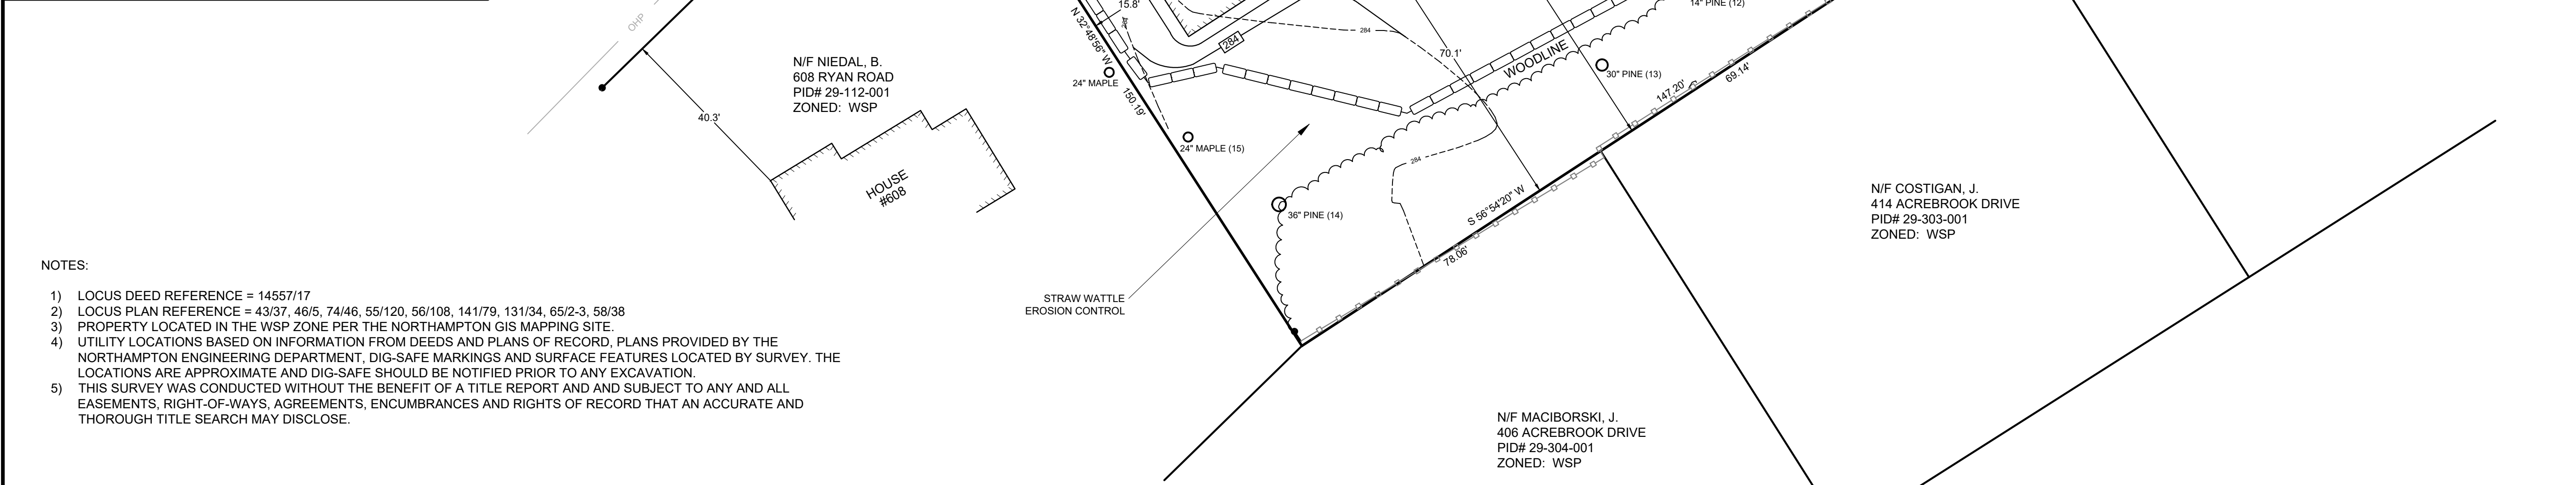 OHP
40.3'
N/F NIEDAL, B.
608 RYAN ROAD
PID# 29-112-001
ZONED: WSP
HOUSE
#608
15.8'
284
N 32°48'56" W
150.19'
24" MAPLE
284
284
70.1'
WOODLINE
14" PINE (12)
30" PINE (13)
24" MAPLE (15)
284
36" PINE (14)
147.20'
69.14'
S 56°54'20" W
78.06'
STRAW WATTLE
EROSION CONTROL
N/F COSTIGAN, J.
414 ACREBROOK DRIVE
PID# 29-303-001
ZONED: WSP
N/F MACIBORSKI, J.
406 ACREBROOK DRIVE
PID# 29-304-001
ZONED: WSP
NOTES:
1) LOCUS DEED REFERENCE = 14557/17
2) LOCUS PLAN REFERENCE = 43/37, 46/5, 74/46, 55/120, 56/108, 141/79, 131/34, 65/2-3, 58/38
3) PROPERTY LOCATED IN THE WSP ZONE PER THE NORTHAMPTON GIS MAPPING SITE.
4) UTILITY LOCATIONS BASED ON INFORMATION FROM DEEDS AND PLANS OF RECORD, PLANS PROVIDED BY THE
NORTHAMPTON ENGINEERING DEPARTMENT, DIG-SAFE MARKINGS AND SURFACE FEATURES LOCATED BY SURVEY. THE
LOCATIONS ARE APPROXIMATE AND DIG-SAFE SHOULD BE NOTIFIED PRIOR TO ANY EXCAVATION.
5) THIS SURVEY WAS CONDUCTED WITHOUT THE BENEFIT OF A TITLE REPORT AND AND SUBJECT TO ANY AND ALL
EASEMENTS, RIGHT-OF-WAYS, AGREEMENTS, ENCUMBRANCES AND RIGHTS OF RECORD THAT AN ACCURATE AND
THOROUGH TITLE SEARCH MAY DISCLOSE.